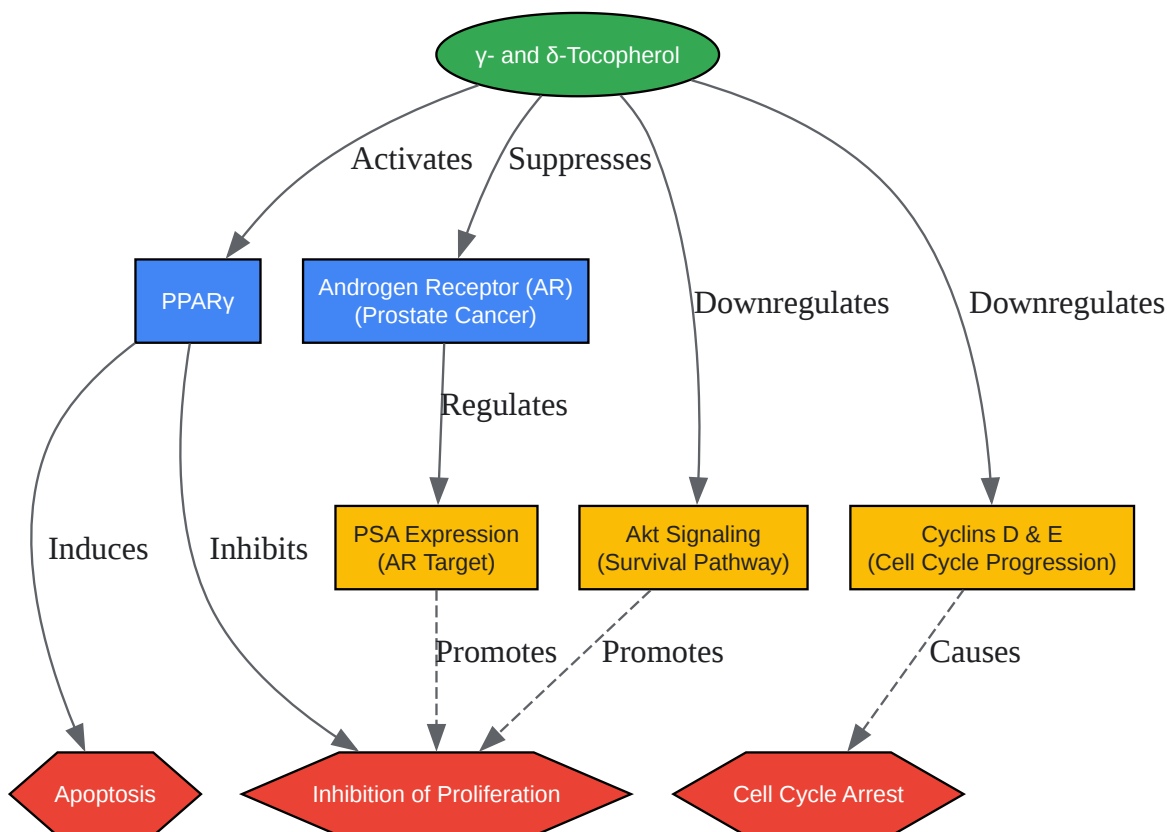 γ- and δ-Tocopherol
Activates
Suppresses
PPARγ
Androgen Receptor (AR)
(Prostate Cancer)
Downregulates
Downregulates
Regulates
PSA Expression
(AR Target)
Akt Signaling
(Survival Pathway)
Cyclins D & E
(Cell Cycle Progression)
Induces
Inhibits
Promotes
Promotes
Causes
Apoptosis
Inhibition of Proliferation
Cell Cycle Arrest